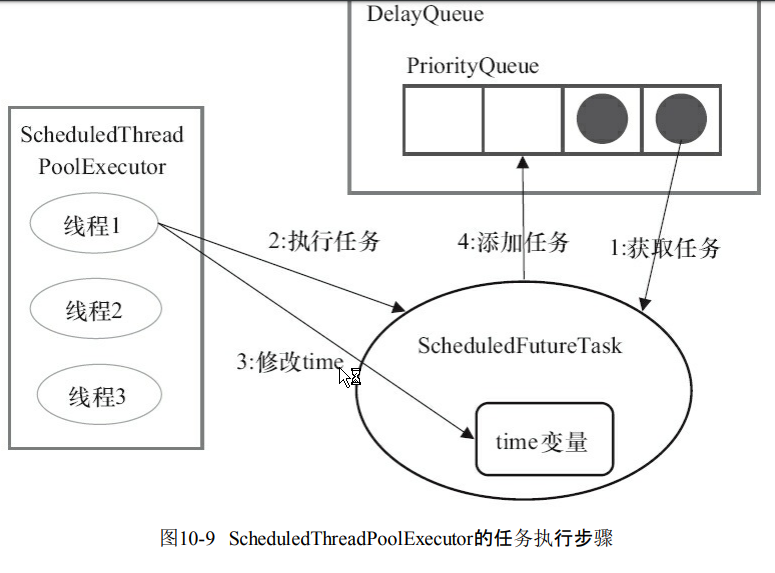 DelayQueue
PriorityQueue
ScheduledThread
PoolExecutor
线程1
线程2
线程3
2:执行任务
4:添加任务
1:获取任务
3:修改time
ScheduledFutureTask
time变量
图10-9 ScheduledThreadPoolExecutor的任务执行步骤